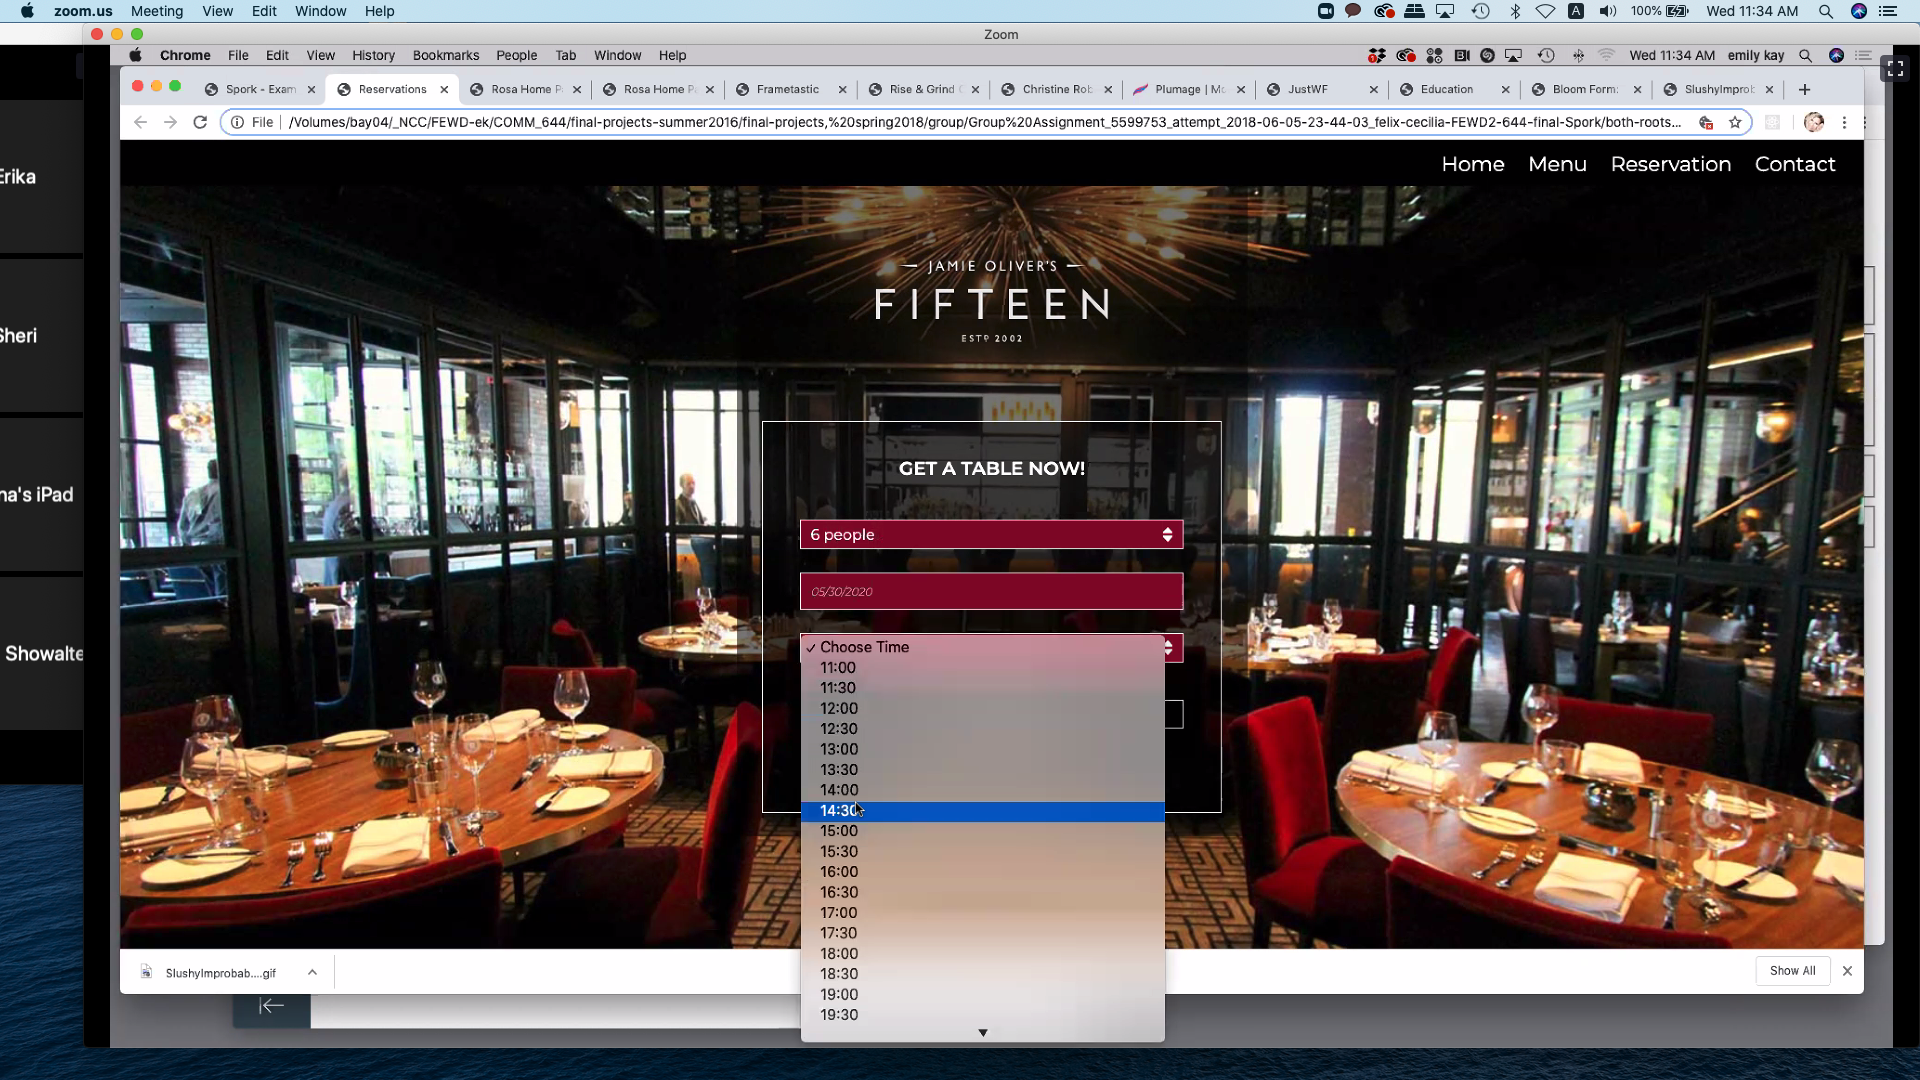 zoom.us Meeting View Edit Window Help
A 100% Wed 11:34 AM
Zoom
Chrome File Edit View History Bookmarks People Tab Window Help
Wed 11:34 AM emily kay
Spork - Exam
Reservations
Rosa Home P
Rosa Home Pa
Frametastic
Rise & Grind
Christine Rob
Plumage | Mo
JustWF
Education
Bloom Form:
SlushyImprob
File /Volumes/bay04/_NCC/FEWD-ek/COMM_644/final-projects-summer2016/final-projects,%20spring2018/group/Group%20Assignment_5599753_attempt_2018-06-05-23-44-03_felix-cecilia-FEWD2-644-final-Spork/both-roots...
Home Menu Reservation Contact
Erika
Sheri
na's iPad
Showalte
JAMIE OLIVER'S
FIFTEEN
ESTD 2002
GET A TABLE NOW!
6 people
05/30/2020
✓ Choose Time
11:00
11:30
12:00
12:30
13:00
13:30
14:00
14:30
15:00
15:30
16:00
16:30
17:00
17:30
18:00
18:30
19:00
19:30
SlushyImprobab....gif
Show All